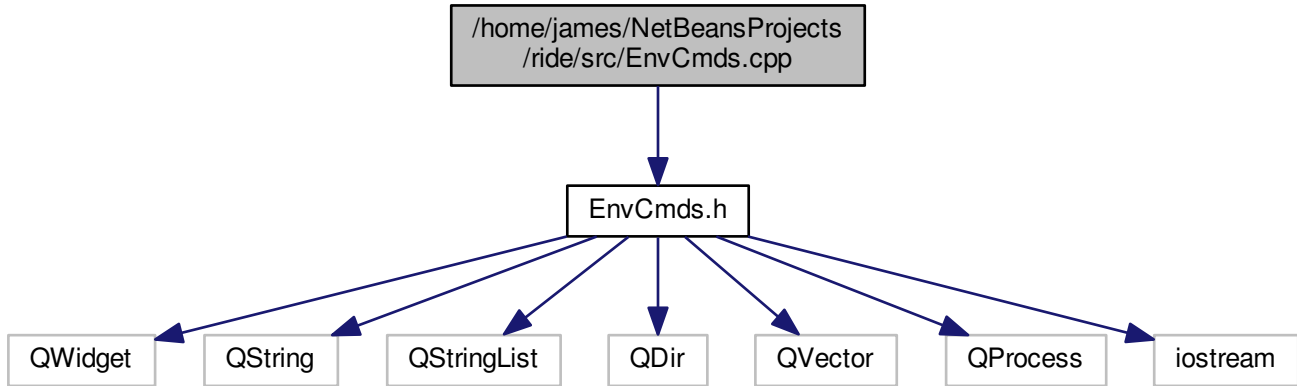 /home/james/NetBeansProjects
/ride/src/EnvCmds.cpp
EnvCmds.h
QWidget
QString
QStringList
QDir
QVector
QProcess
iostream